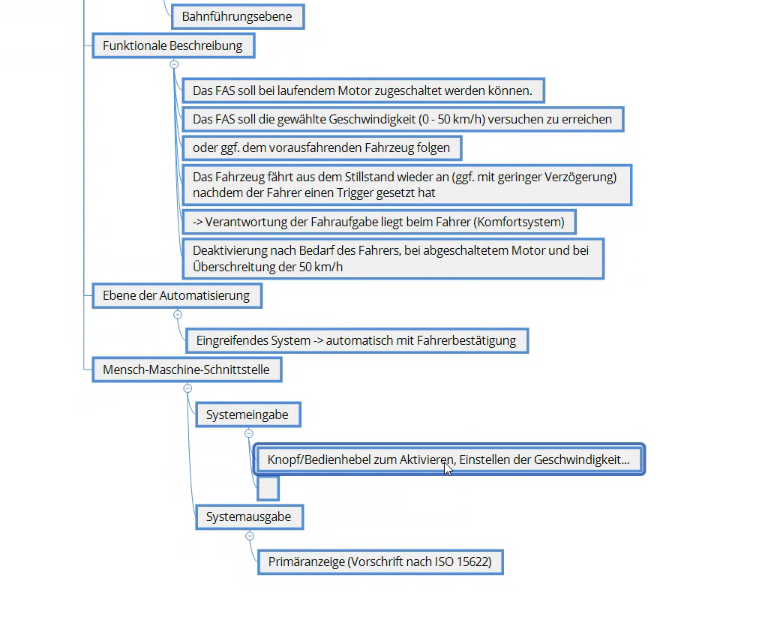 Bahnführungsebene
Funktionale Beschreibung
Das FAS soll bei laufendem Motor zugeschaltet werden können.
Das FAS soll die gewählte Geschwindigkeit (0 - 50 km/h) versuchen zu erreichen
oder ggf. dem vorausfahrenden Fahrzeug folgen
Das Fahrzeug fährt aus dem Stillstand wieder an (ggf. mit geringer Verzögerung)
nachdem der Fahrer einen Trigger gesetzt hat
-> Verantwortung der Fahraufgabe liegt beim Fahrer (Komfortsystem)
Deaktivierung nach Bedarf des Fahrers, bei abgeschaltetem Motor und bei
Überschreitung der 50 km/h
Ebene der Automatisierung
Eingreifendes System -> automatisch mit Fahrerbestätigung
Mensch-Maschine-Schnittstelle
Systemeingabe
Knopf/Bedienhebel zum Aktivieren, Einstellen der Geschwindigkeit...
Systemausgabe
Primäranzeige (Vorschrift nach ISO 15622)